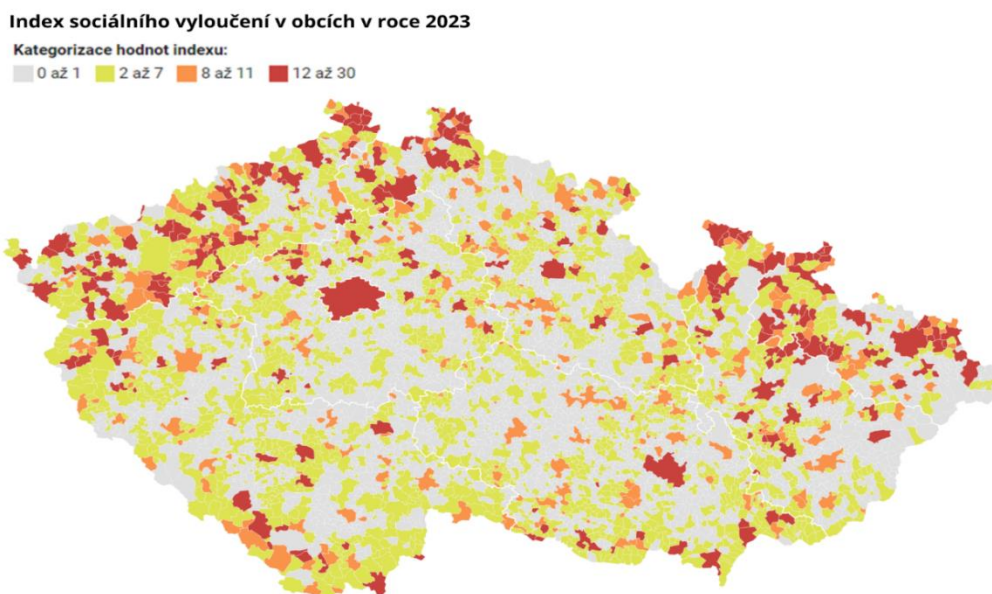 Index sociálního vyloučení v obcích v roce 2023
Kategorizace hodnot indexu:
0 až 1 2 až 7 8 až 11 12 až 30